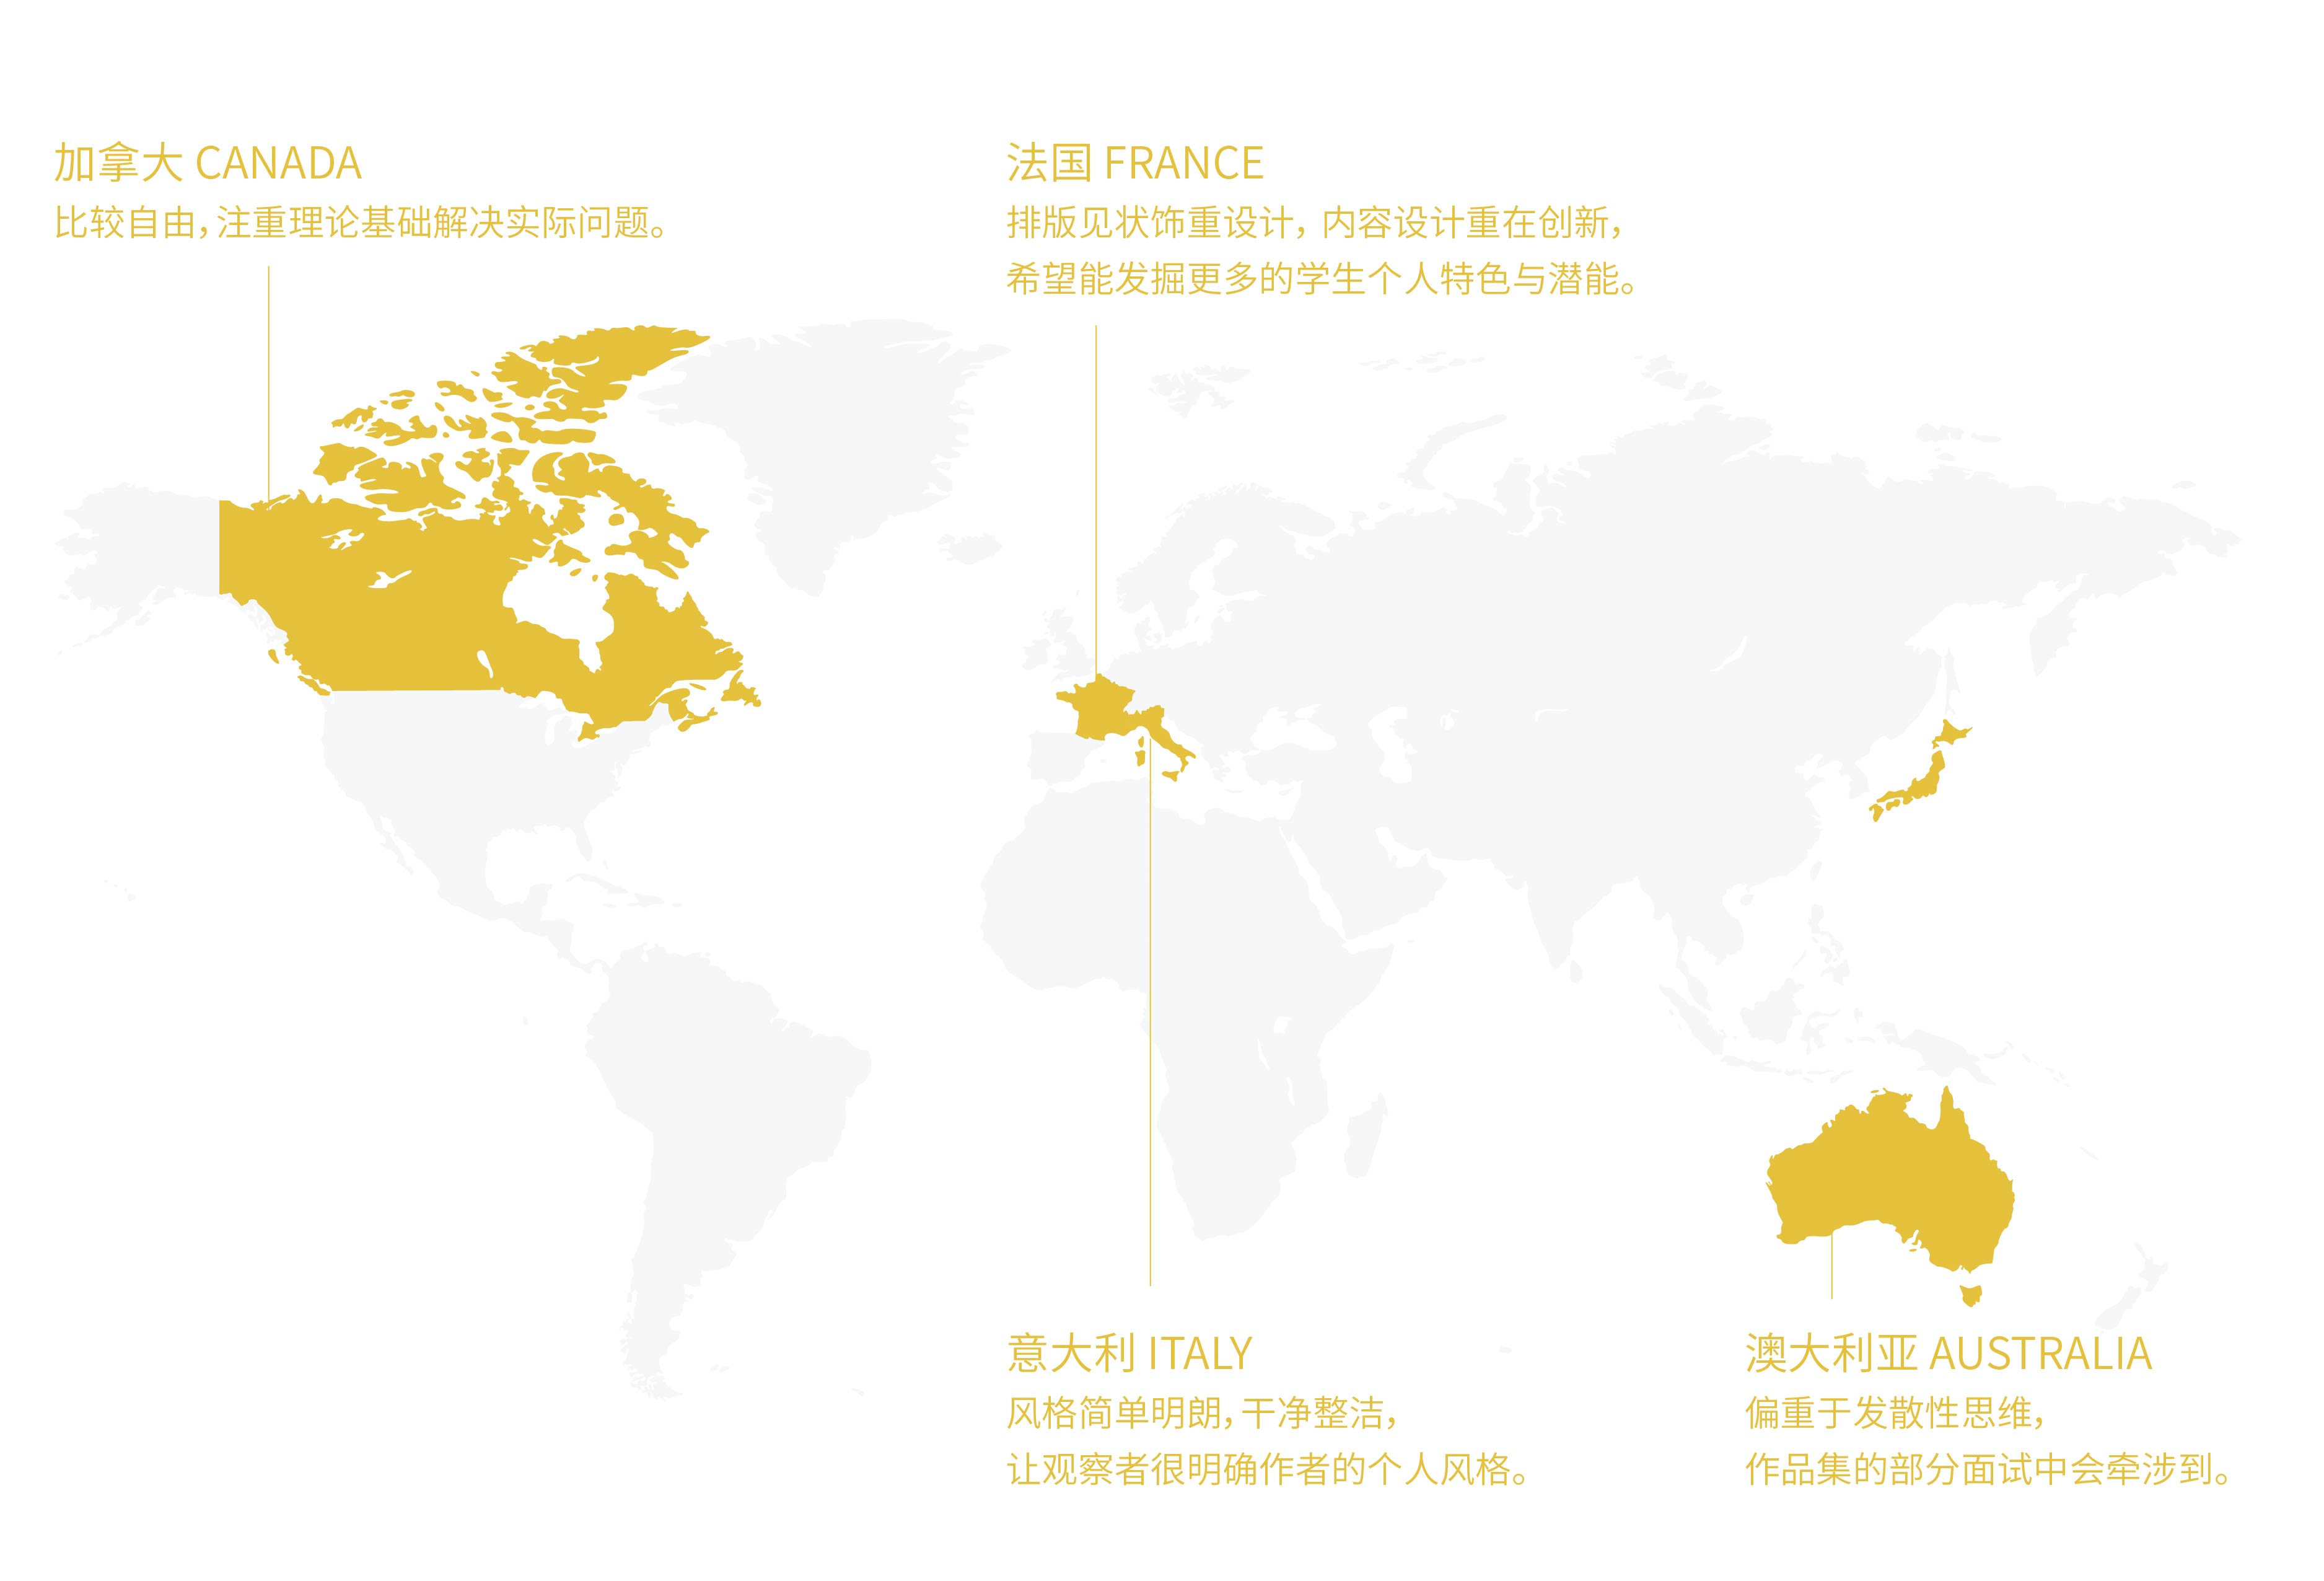 加拿大 CANADA
比较自由，注重理论基础解决实际问题。
法国 FRANCE
排版见状饰重设计，内容设计重在创新，
希望能发掘更多的学生个人特色与潜能。
意大利 ITALY
风格简单明朗，干净整洁，
让观察者很明确作者的个人风格。
澳大利亚 AUSTRALIA
偏重于发散性思维，
作品集的部分面试中会牵涉到。